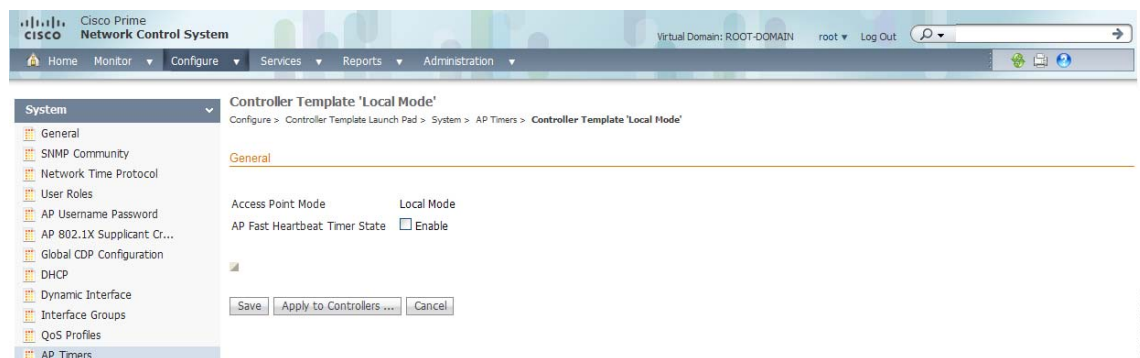 Cisco Prime
CISCO Network Control System
Virtual Domain: ROOT-DOMAIN root Log Out
Home Monitor Configure Services Reports Administration
System
General
SNMP Community
Network Time Protocol
User Roles
AP Username Password
AP 802.1X Supplicant Cr...
Global CDP Configuration
DHCP
Dynamic Interface
Interface Groups
QoS Profiles
AP Timers
Controller Template 'Local Mode'
Configure > Controller Template Launch Pad > System > AP Timers > Controller Template 'Local Mode'
General
Access Point Mode Local Mode
AP Fast Heartbeat Timer State Enable
Save Apply to Controllers ... Cancel